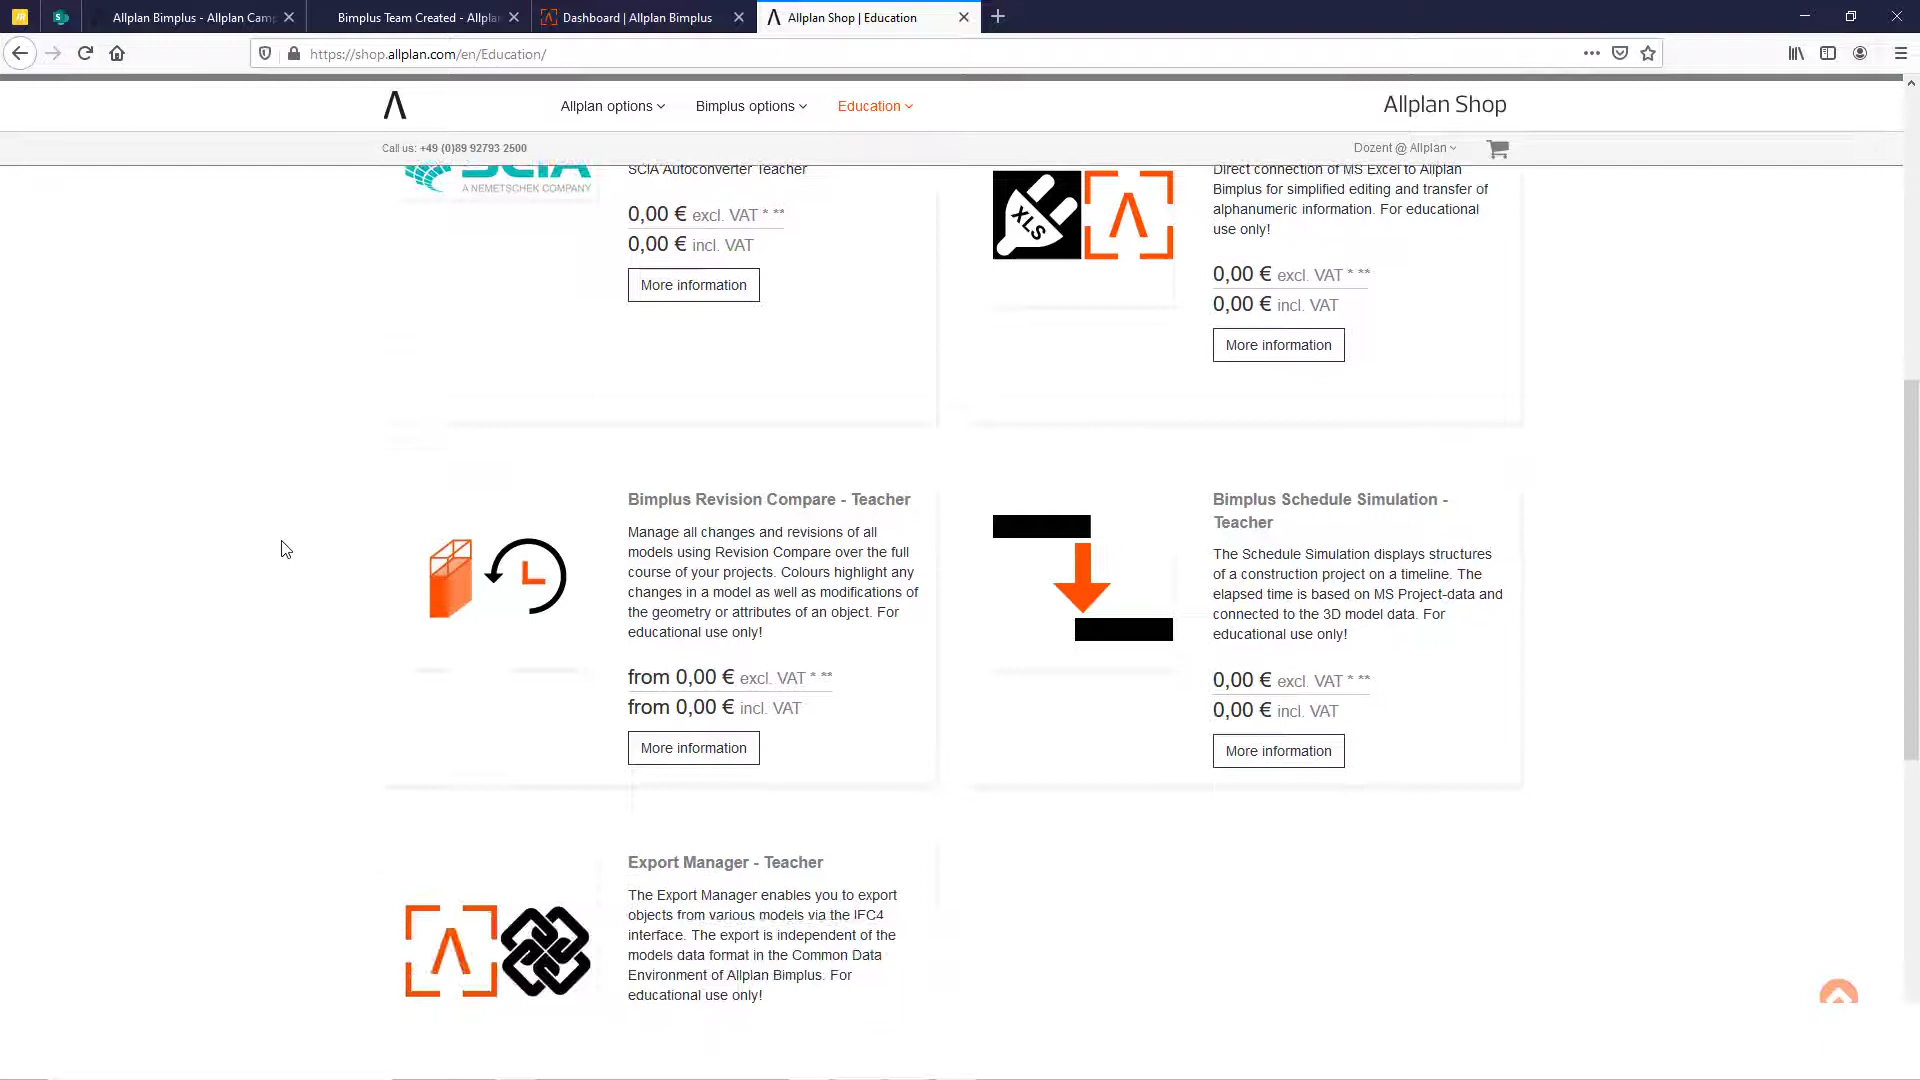 Allplan Bimplus - Allplan Camp
Bimplus Team Created - Allplan
Dashboard | Allplan Bimplus
Allplan Shop | Education
https://shop.allplan.com/en/Education/
Allplan options
Bimplus options
Education
Allplan Shop
Call us: +49 (0)89 92793 2500
Dozent @ Allplan
SCIA
A NEMETSCHEK COMPANY
SCIA Autoconverter Teacher
0,00 € excl. VAT * **
0,00 € incl. VAT
More information
XLS
Direct connection of MS Excel to Allplan
Bimplus for simplified editing and transfer of
alphanumeric information. For educational
use only!
0,00 € excl. VAT * **
0,00 € incl. VAT
More information
Bimplus Revision Compare - Teacher
Manage all changes and revisions of all
models using Revision Compare over the full
course of your projects. Colours highlight any
changes in a model as well as modifications of
the geometry or attributes of an object. For
educational use only!
from 0,00 € excl. VAT * **
from 0,00 € incl. VAT
More information
Bimplus Schedule Simulation -
Teacher
The Schedule Simulation displays structures
of a construction project on a timeline. The
elapsed time is based on MS Project-data and
connected to the 3D model data. For
educational use only!
0,00 € excl. VAT * **
0,00 € incl. VAT
More information
Export Manager - Teacher
The Export Manager enables you to export
objects from various models via the IFC4
interface. The export is independent of the
models data format in the Common Data
Environment of Allplan Bimplus. For
educational use only!